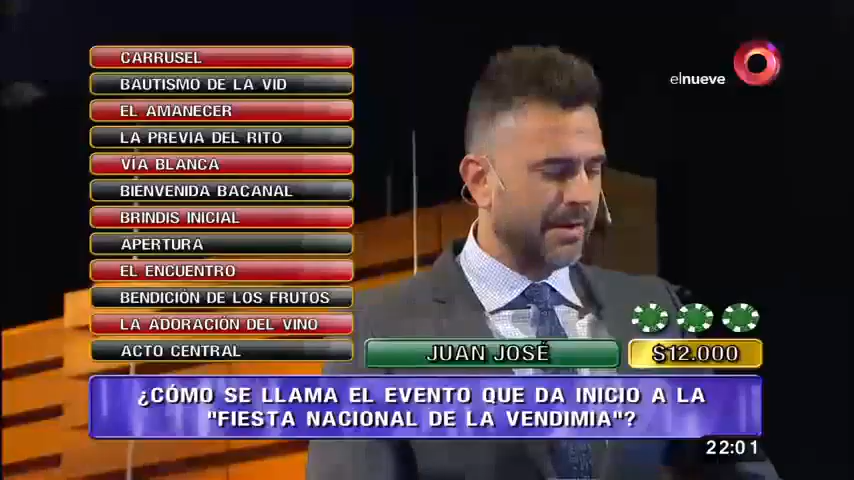 CARRUSEL
BAUTISMO DE LA VID
EL AMANECER
LA PREVIA DEL RITO
VÍA BLANCA
BIENVENIDA BACANAL
BRINDIS INICIAL
APERTURA
EL ENCUENTRO
BENDICIÓN DE LOS FRUTOS
LA ADORACIÓN DEL VINO
ACTO CENTRAL
elnueve
JUAN JOSÉ
$12.000
¿CÓMO SE LLAMA EL EVENTO QUE DA INICIO A LA
"FIESTA NACIONAL DE LA VENDIMIA"?
22:01